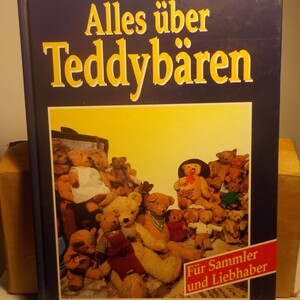 Alles über
Teddybären
Für Sammler
und Liebhaber